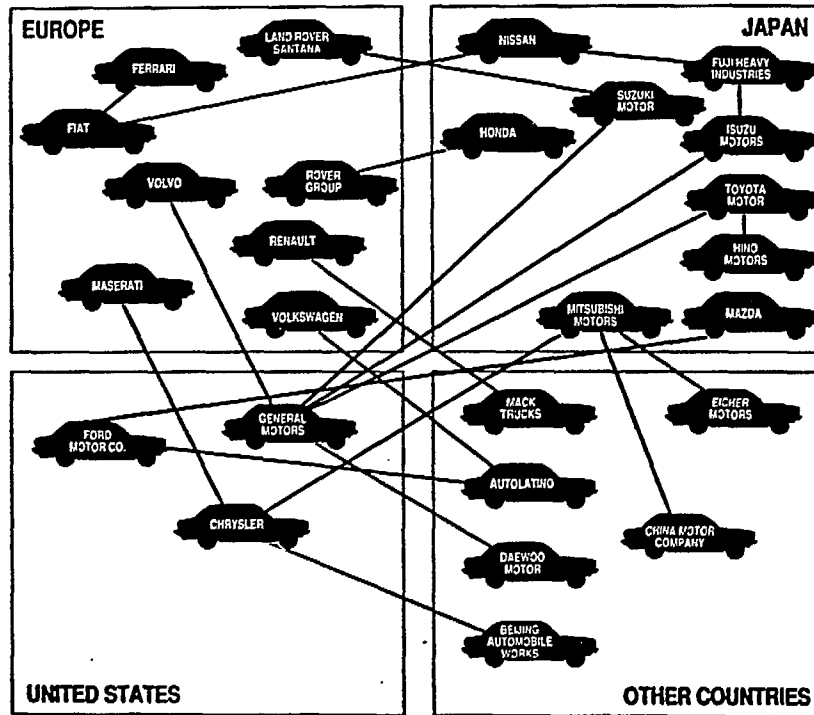 EUROPE
LAND ROVER
SANTANA
FERRARI
FIAT
VOLVO
ROVER
GROUP
RENAULT
MASERATI
VOLKSWAGEN
JAPAN
NISSAN
FUJI HEAVY
INDUSTRIES
SUZUKI
MOTOR
HONDA
ISUZU
MOTORS
TOYOTA
MOTOR
HINO
MOTORS
MITSUBISHI
MOTORS
MAZDA
GENERAL
MOTORS
FORD
MOTOR CO.
CHRYSLER
UNITED STATES
MACK
TRUCKS
EICHER
MOTORS
AUTOLATINO
CHINA MOTOR
COMPANY
DAEWOO
MOTOR
BEIJING
AUTOMOBILE
WORKS
OTHER COUNTRIES